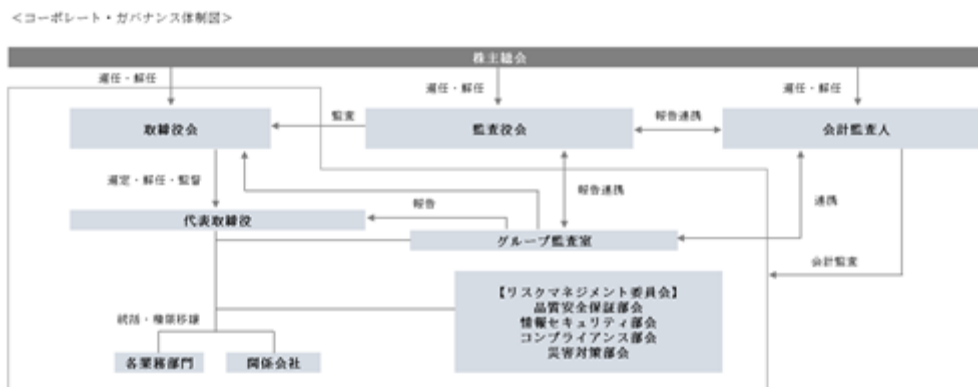 ＜コーポレート・ガバナンス体制図＞
株主総会
選任・解任
選任・解任
選任・解任
取締役会
監査
監査役会
報告連携
会計監査人
選定・解任・監督
報告連携
連携
報告
代表取締役
グループ監査室
会計監査
【リスクマネジメント委員会】
品質安全保証部会
情報セキュリティ部会
コンプライアンス部会
災害対策部会
統括・権限移譲
各業務部門
関係会社